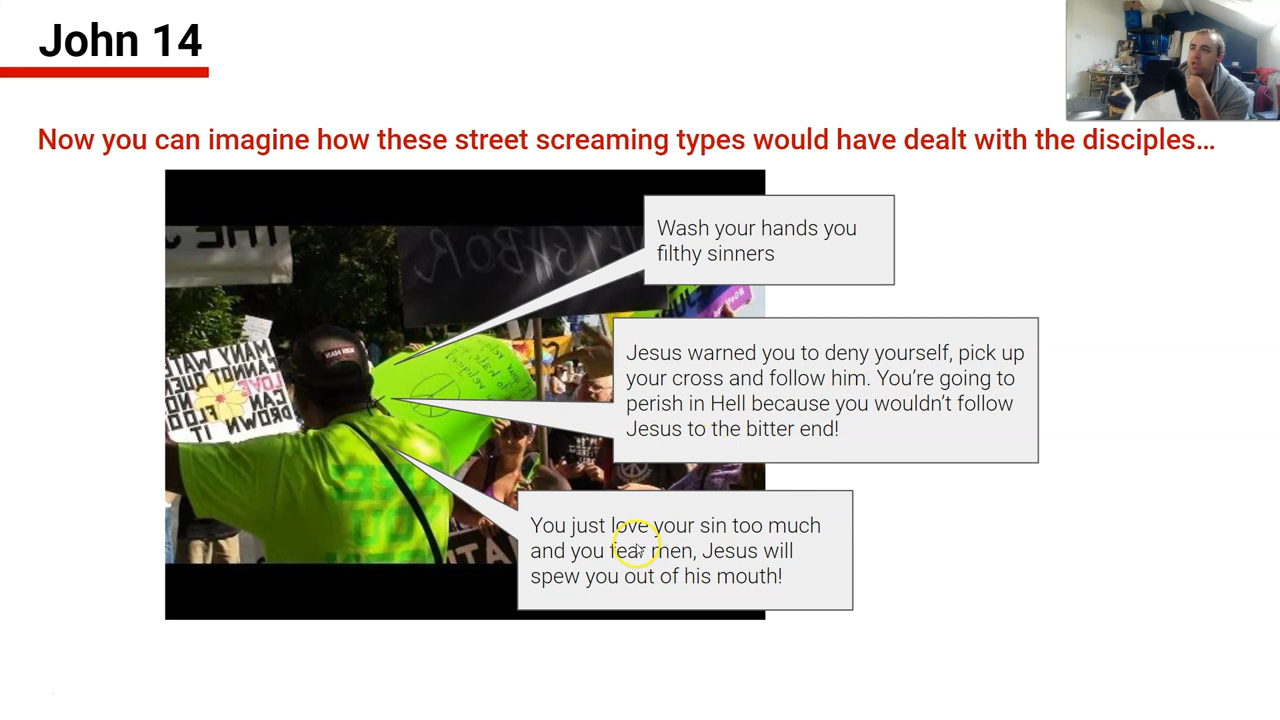 John 14
Now you can imagine how these street screaming types would have dealt with the disciples...
Wash your hands you
filthy sinners
Jesus warned you to deny yourself, pick up
your cross and follow him. You're going to
perish in Hell because you wouldn't follow
Jesus to the bitter end!
You just love your sin too much
and you fear men, Jesus will
spew you out of his mouth!
MANY WAT
CANNOT QUEN
LOVE
NO
CAN
FLOO
DROWN IT